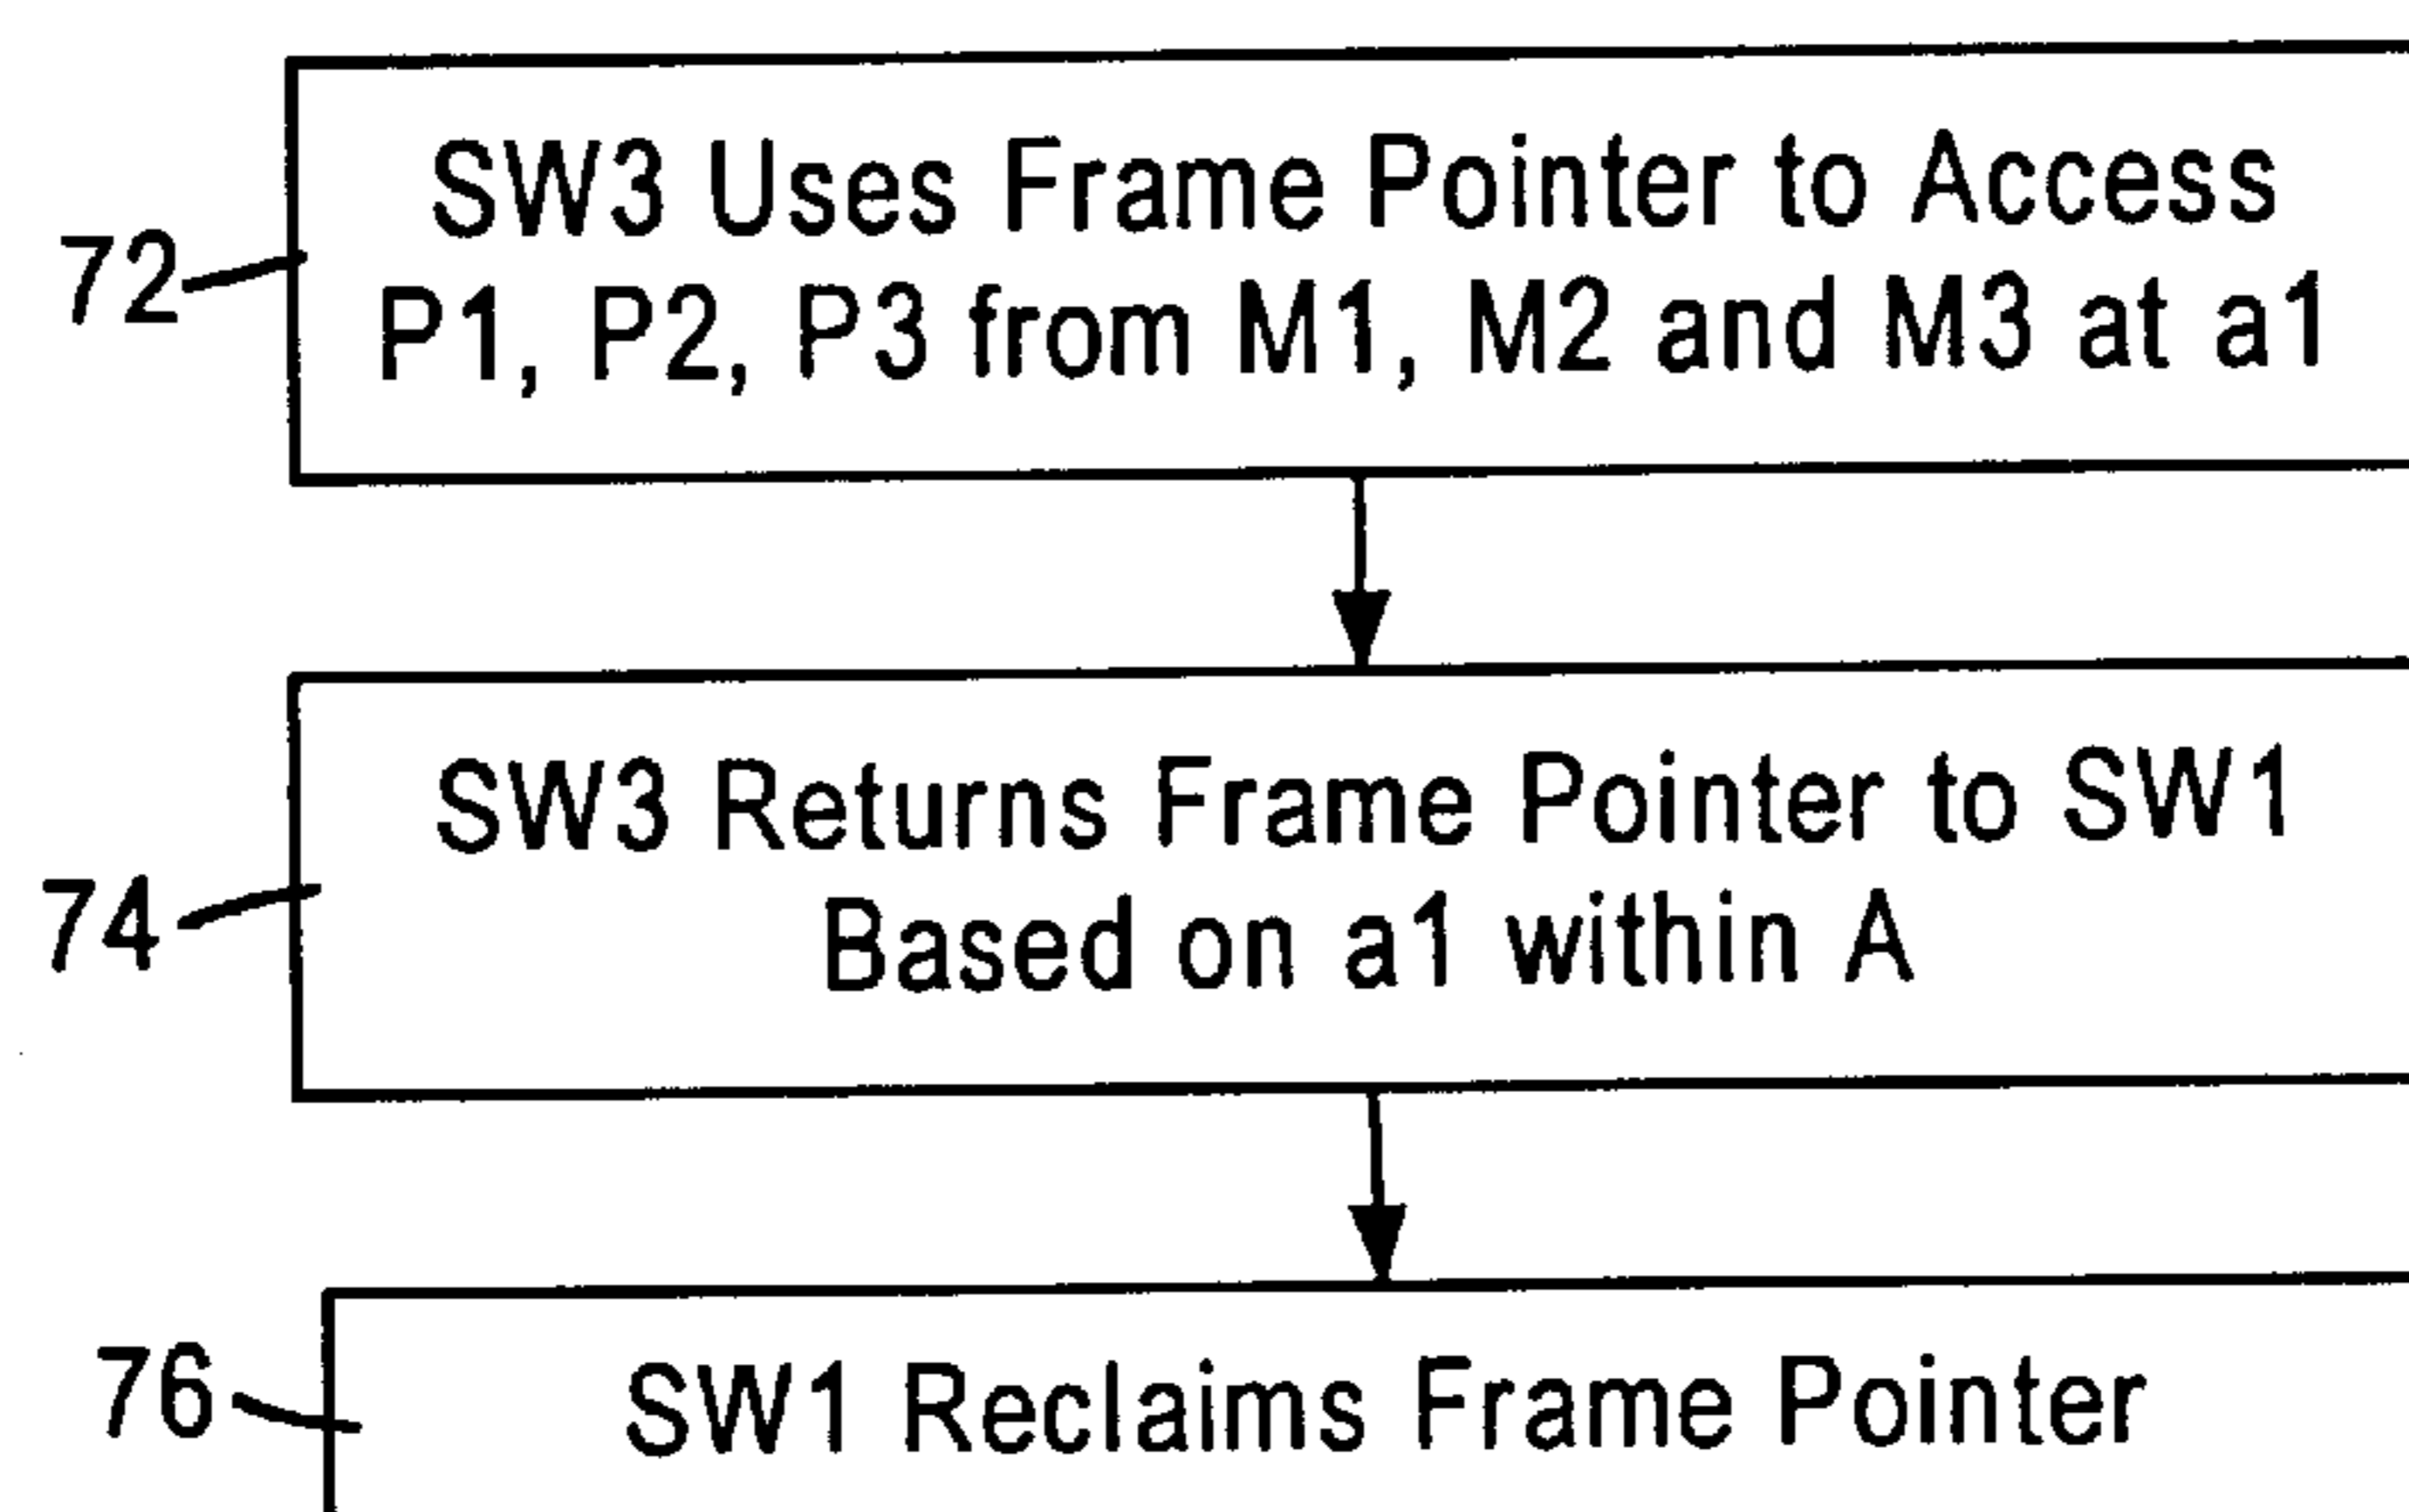 SW3 Uses Frame Pointer to Access
72
P1, P2, P3 from M1, M2 and M3 at a1
SW3 Returns Frame Pointer to SW1
74
Based on a1 within A
76
SW1 Reclaims Frame Pointer